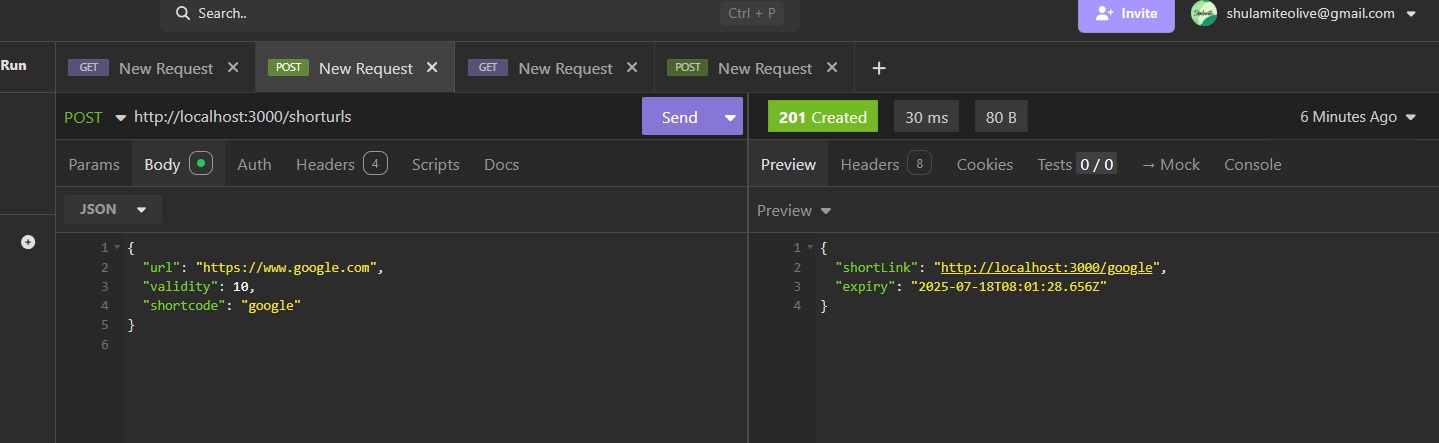 Search.. Ctrl + P Invite shulamiteolive@gmail.com
Run GET New Request POST New Request GET New Request POST New Request
POST http://localhost:3000/shorturls Send 201 Created 30 ms 80 B 6 Minutes Ago
Params Body Auth Headers 4 Scripts Docs Preview Headers 8 Cookies Tests 0 / 0 → Mock Console
JSON
1 {
2 "url": "https://www.google.com",
3 "validity": 10,
4 "shortcode": "google"
5 }
6
Preview
1 {
2 "shortLink": "http://localhost:3000/google",
3 "expiry": "2025-07-18T08:01:28.656Z"
4 }